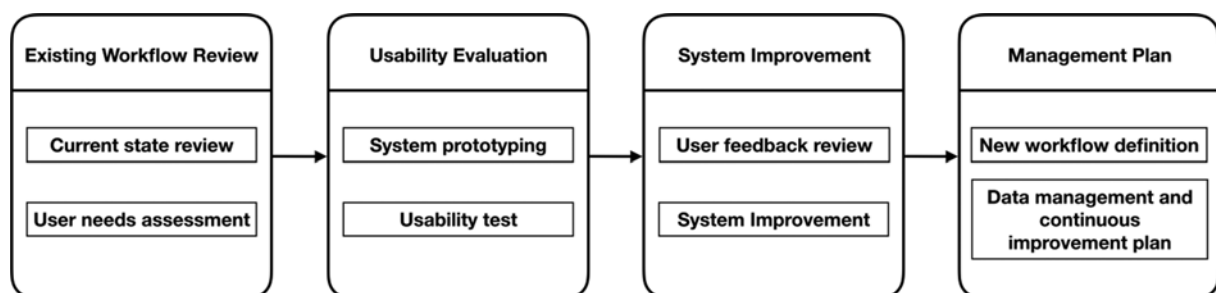 Existing Workflow Review
Current state review
User needs assessment
Usability Evaluation
System prototyping
Usability test
System Improvement
User feedback review
System Improvement
Management Plan
New workflow definition
Data management and
continuous
improvement plan